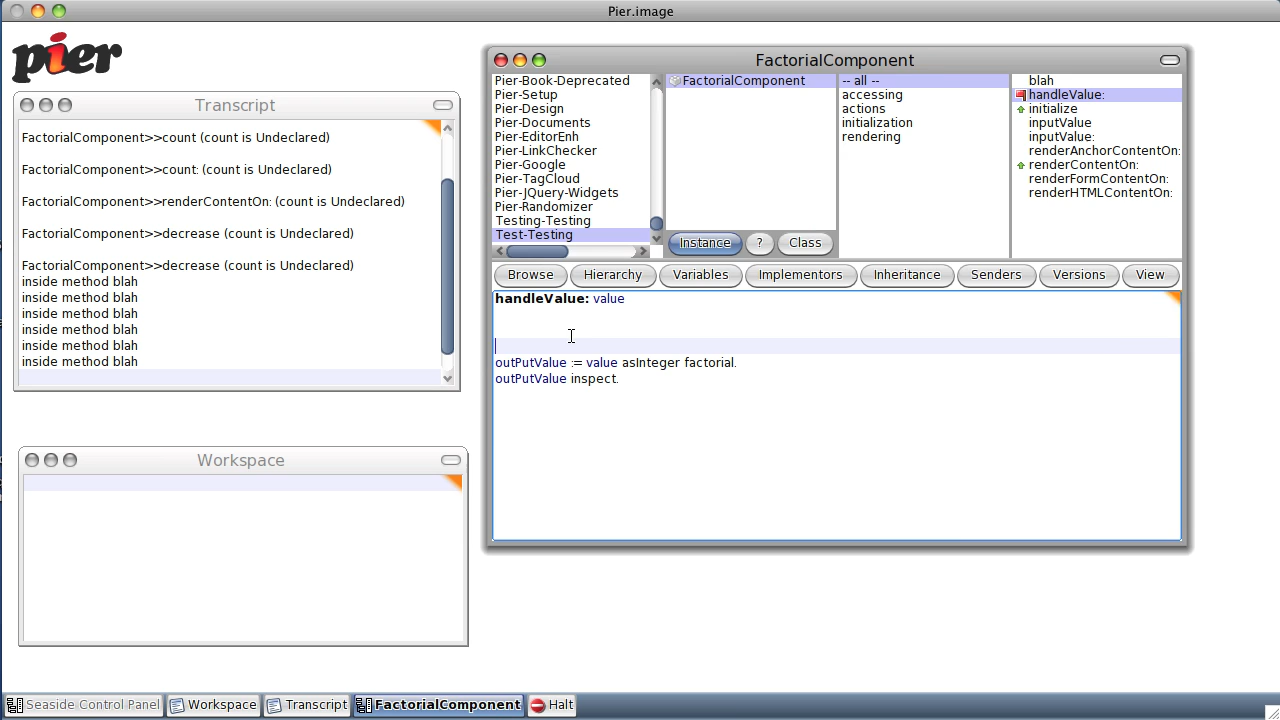 Pier.image
pier
Transcript
FactorialComponent>>count (count is Undeclared)
FactorialComponent>>count: (count is Undeclared)
FactorialComponent>>renderContentOn: (count is Undeclared)
FactorialComponent>>decrease (count is Undeclared)
FactorialComponent>>decrease (count is Undeclared)
inside method blah
inside method blah
inside method blah
inside method blah
inside method blah
inside method blah
Workspace
FactorialComponent
Pier-Book-Deprecated
Pier-Setup
Pier-Design
Pier-Documents
Pier-EditorEnh
Pier-LinkChecker
Pier-Google
Pier-TagCloud
Pier-JQuery-Widgets
Pier-Randomizer
Testing-Testing
Test-Testing
FactorialComponent
Instance
?
Class
-- all --
accessing
actions
initialization
rendering
blah
handleValue:
initialize
inputValue
inputValue:
renderAnchorContentOn:
renderContentOn:
renderFormContentOn:
renderHTMLContentOn:
Browse Hierarchy Variables Implementors Inheritance Senders Versions View
handleValue: value
outPutValue := value asInteger factorial.
outPutValue inspect.
Seaside Control Panel Workspace Transcript FactorialComponent Halt